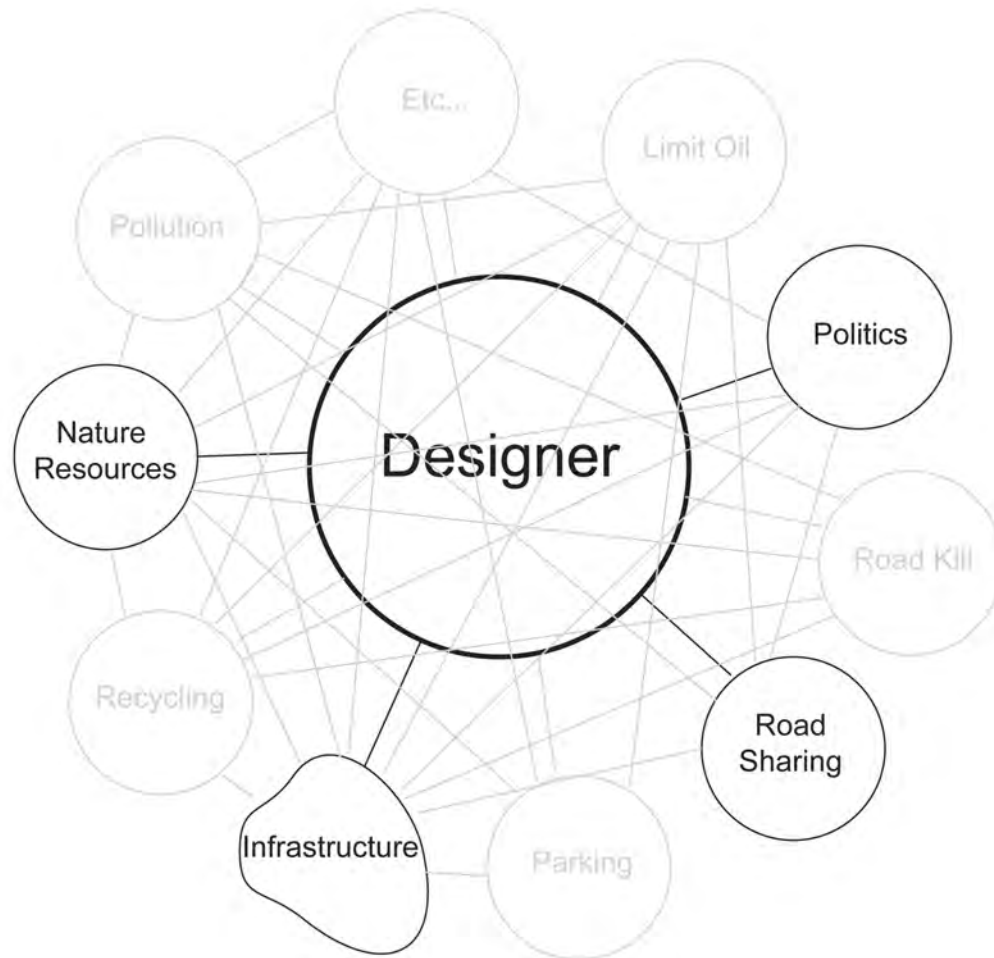 Etc...
Limit Oil
Pollution
Politics
Nature
Resources
Designer
Road Kill
Recycling
Road
Sharing
Infrastructure
Parking